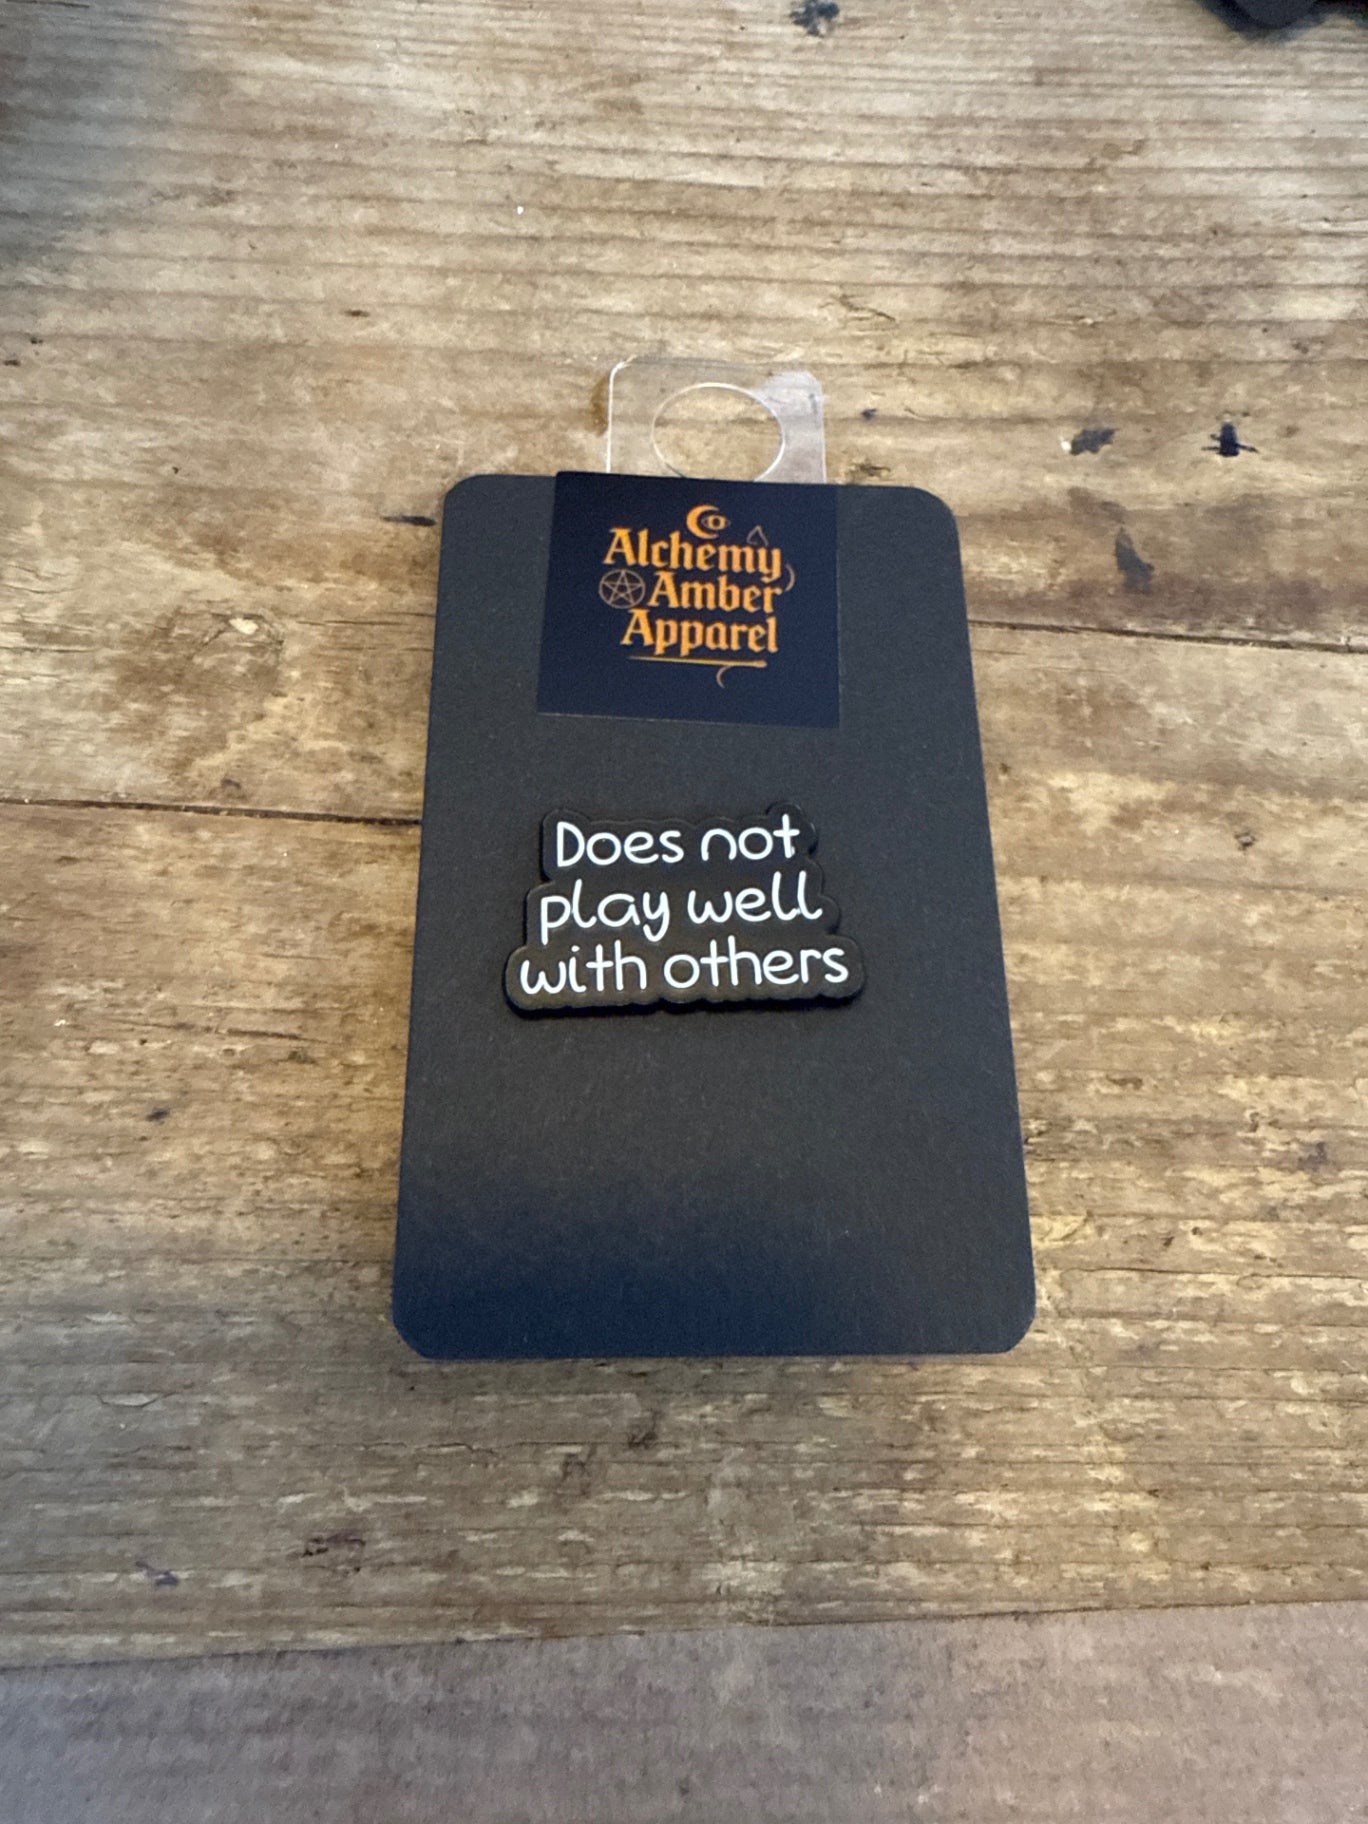 Alchemy
Amber
Apparel
Does not
play well
with others